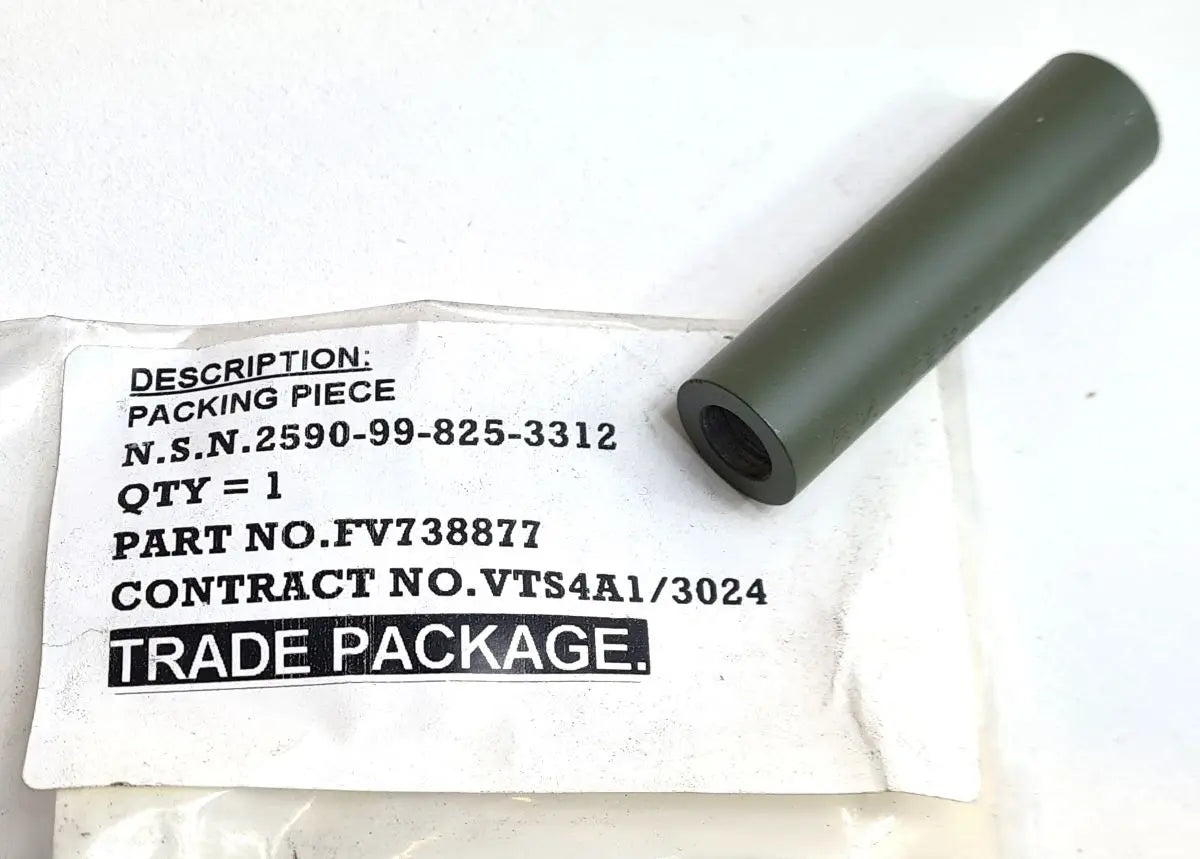 DESCRIPTION:
PACKING PIECE
N.S.N.2590-99-825-3312
QTY = 1
PART NO.FV738877
CONTRACT NO.VTS4A1/3024
TRADE PACKAGE.